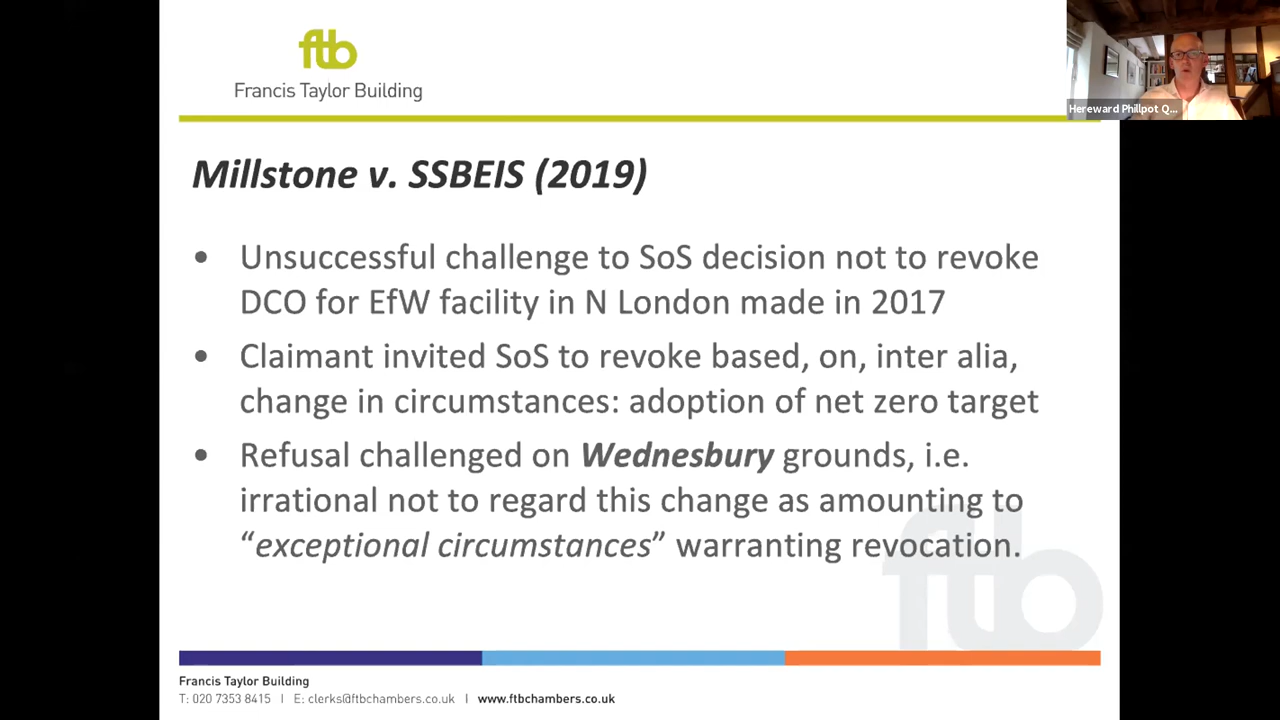 ftb
Francis Taylor Building
Hereward Phillpot Q...
Millstone v. SSBEIS (2019)
• Unsuccessful challenge to SoS decision not to revoke
DCO for EfW facility in N London made in 2017
• Claimant invited SoS to revoke based, on, inter alia,
change in circumstances: adoption of net zero target
• Refusal challenged on Wednesbury grounds, i.e.
irrational not to regard this change as amounting to
“exceptional circumstances” warranting revocation.
ftb
Francis Taylor Building
T: 020 7353 8415 I E: clerks@ftbchambers.co.uk I www.ftbchambers.co.uk